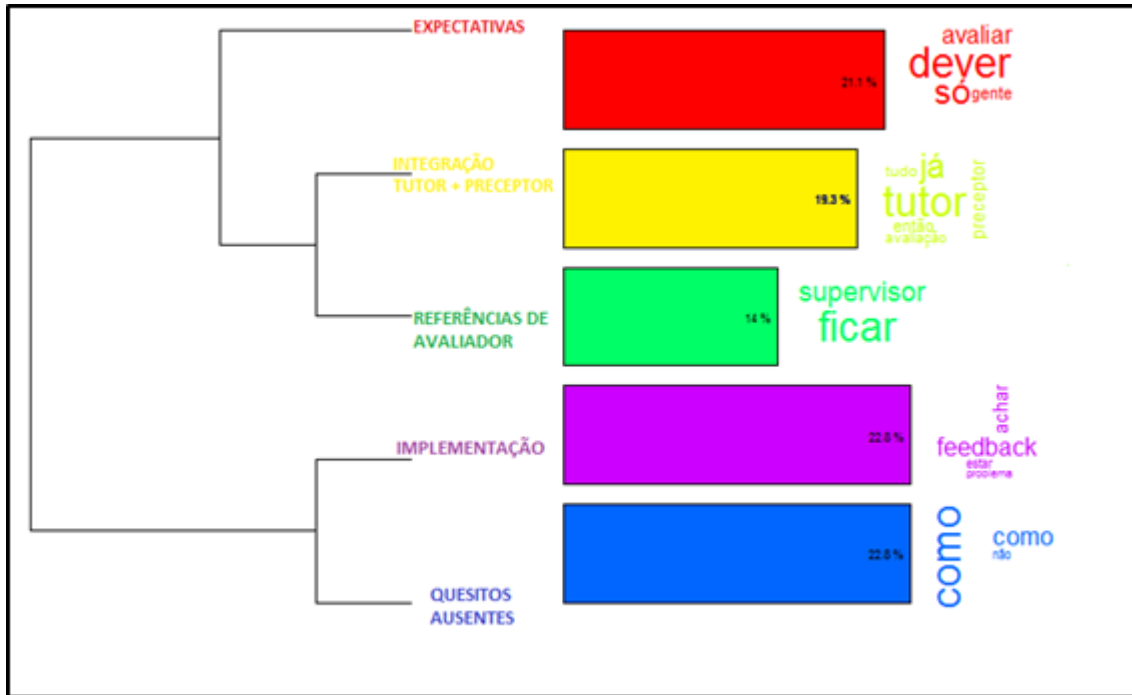 EXPECTATIVAS
21.1 %
avaliar
dever
só gente
INTEGRAÇÃO
TUTOR + PRECEPTOR
19.3 %
tudo já
tutor
preceptor
então
avaliação
REFERÊNCIAS DE
AVALIADOR
14 %
supervisor
ficar
IMPLEMENTAÇÃO
22.8 %
achar
feedback
estar
problema
QUESITOS
AUSENTES
22.8 %
como
como
não